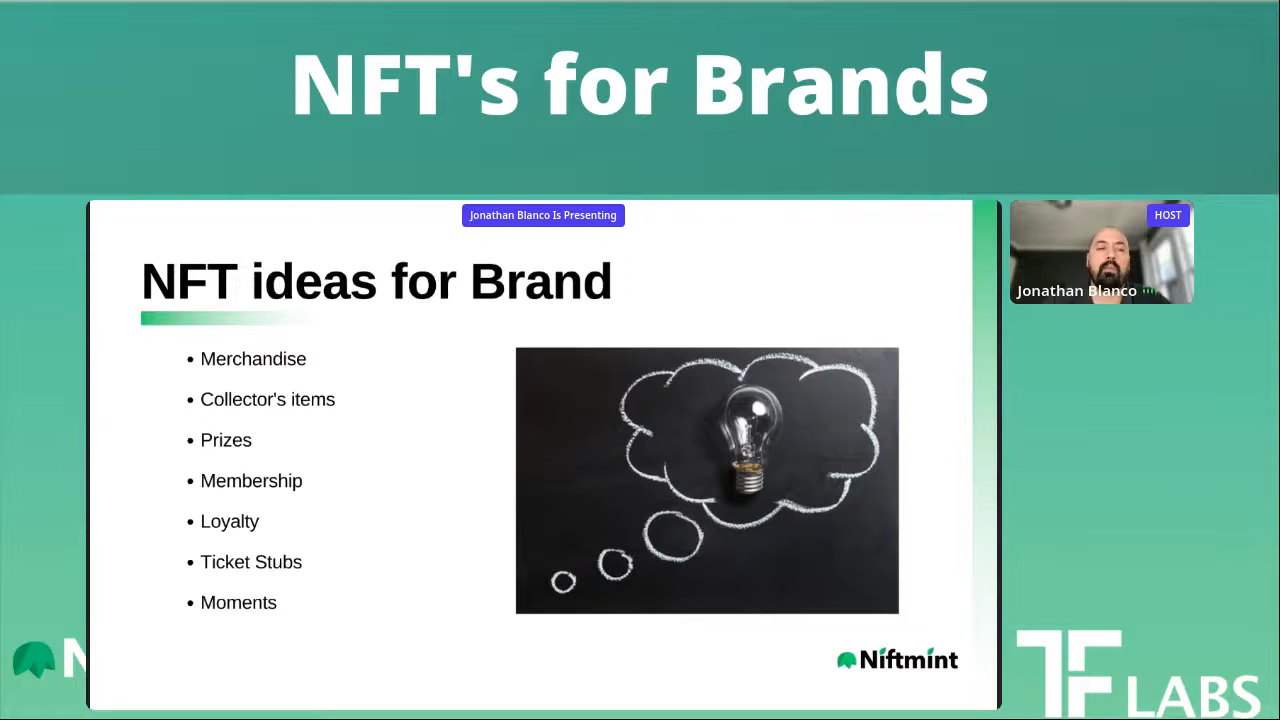 NFT's for Brands
Jonathan Blanco Is Presenting
HOST
Jonathan Blanco
NFT ideas for Brand
• Merchandise
• Collector's items
• Prizes
• Membership
• Loyalty
• Ticket Stubs
• Moments
Niftmint
N
TF LABS